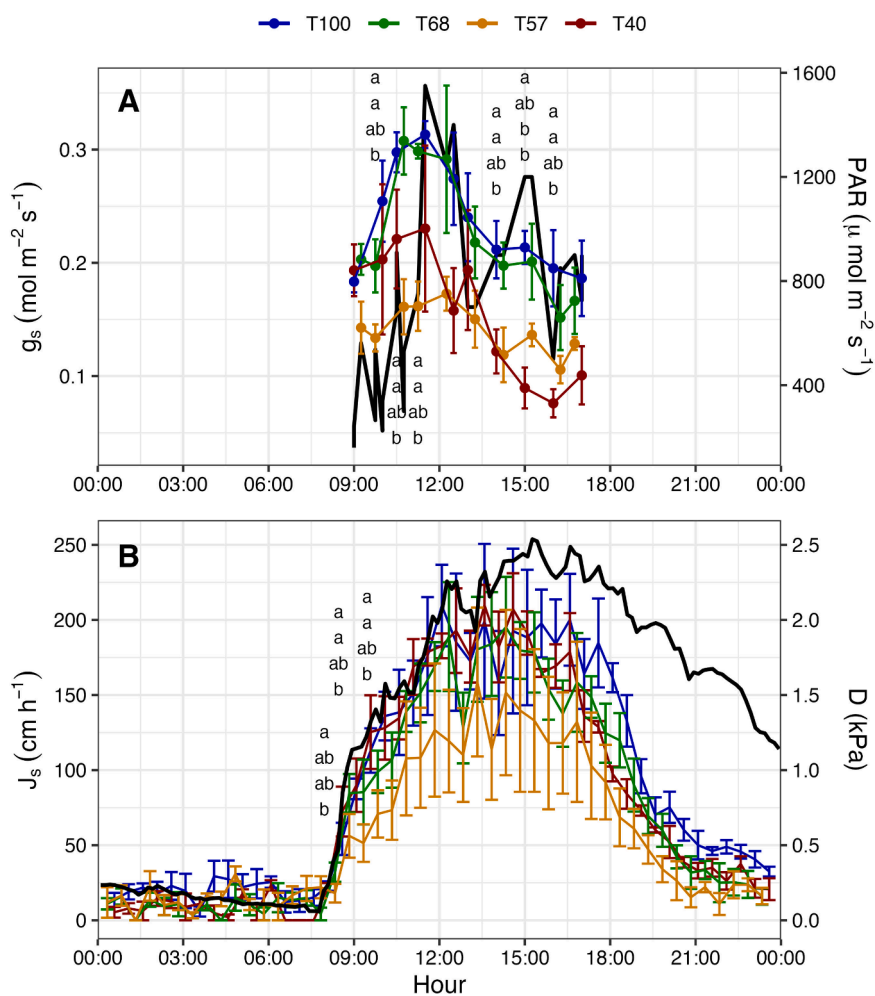 T100 T68 T57 T40
A
gs (mol m−2 s−1)
0.3
0.2
0.1
PAR (μ mol m−2 s−1)
1600
1200
800
400
a
a
ab
b
a
a
ab
b
a
ab
b
b
a
a
ab
b
a
a
ab
b
a
a
ab
b
00:00 03:00 06:00 09:00 12:00 15:00 18:00 21:00 00:00
B
Js (cm h−1)
250
200
150
100
50
0
D (kPa)
2.5
2.0
1.5
1.0
0.5
0.0
a
a
ab
b
a
a
ab
b
a
ab
ab
b
00:00 03:00 06:00 09:00 12:00 15:00 18:00 21:00 00:00
Hour